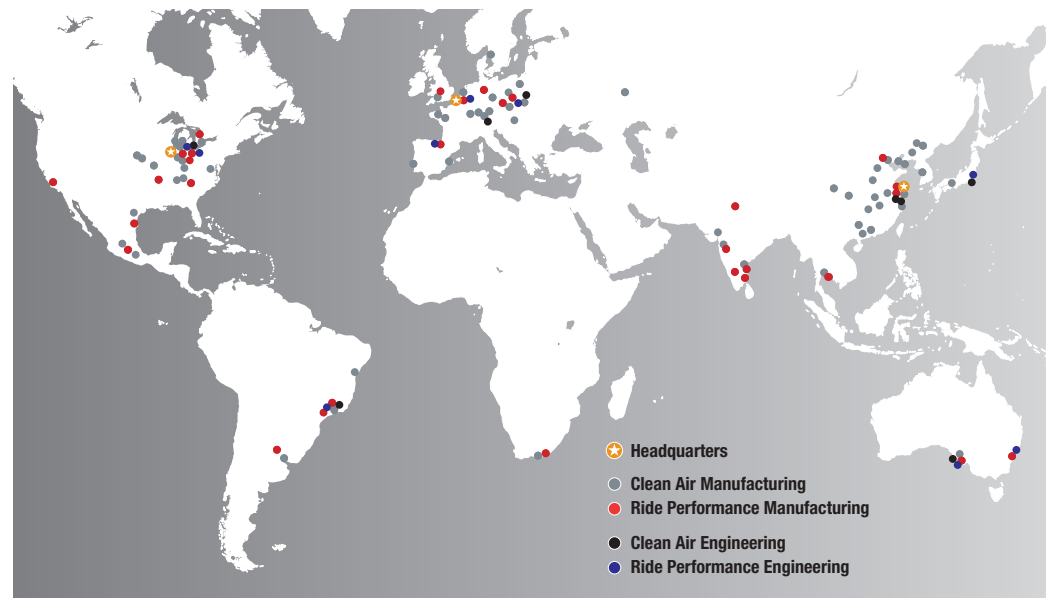 Headquarters
Clean Air Manufacturing
Ride Performance Manufacturing
Clean Air Engineering
Ride Performance Engineering